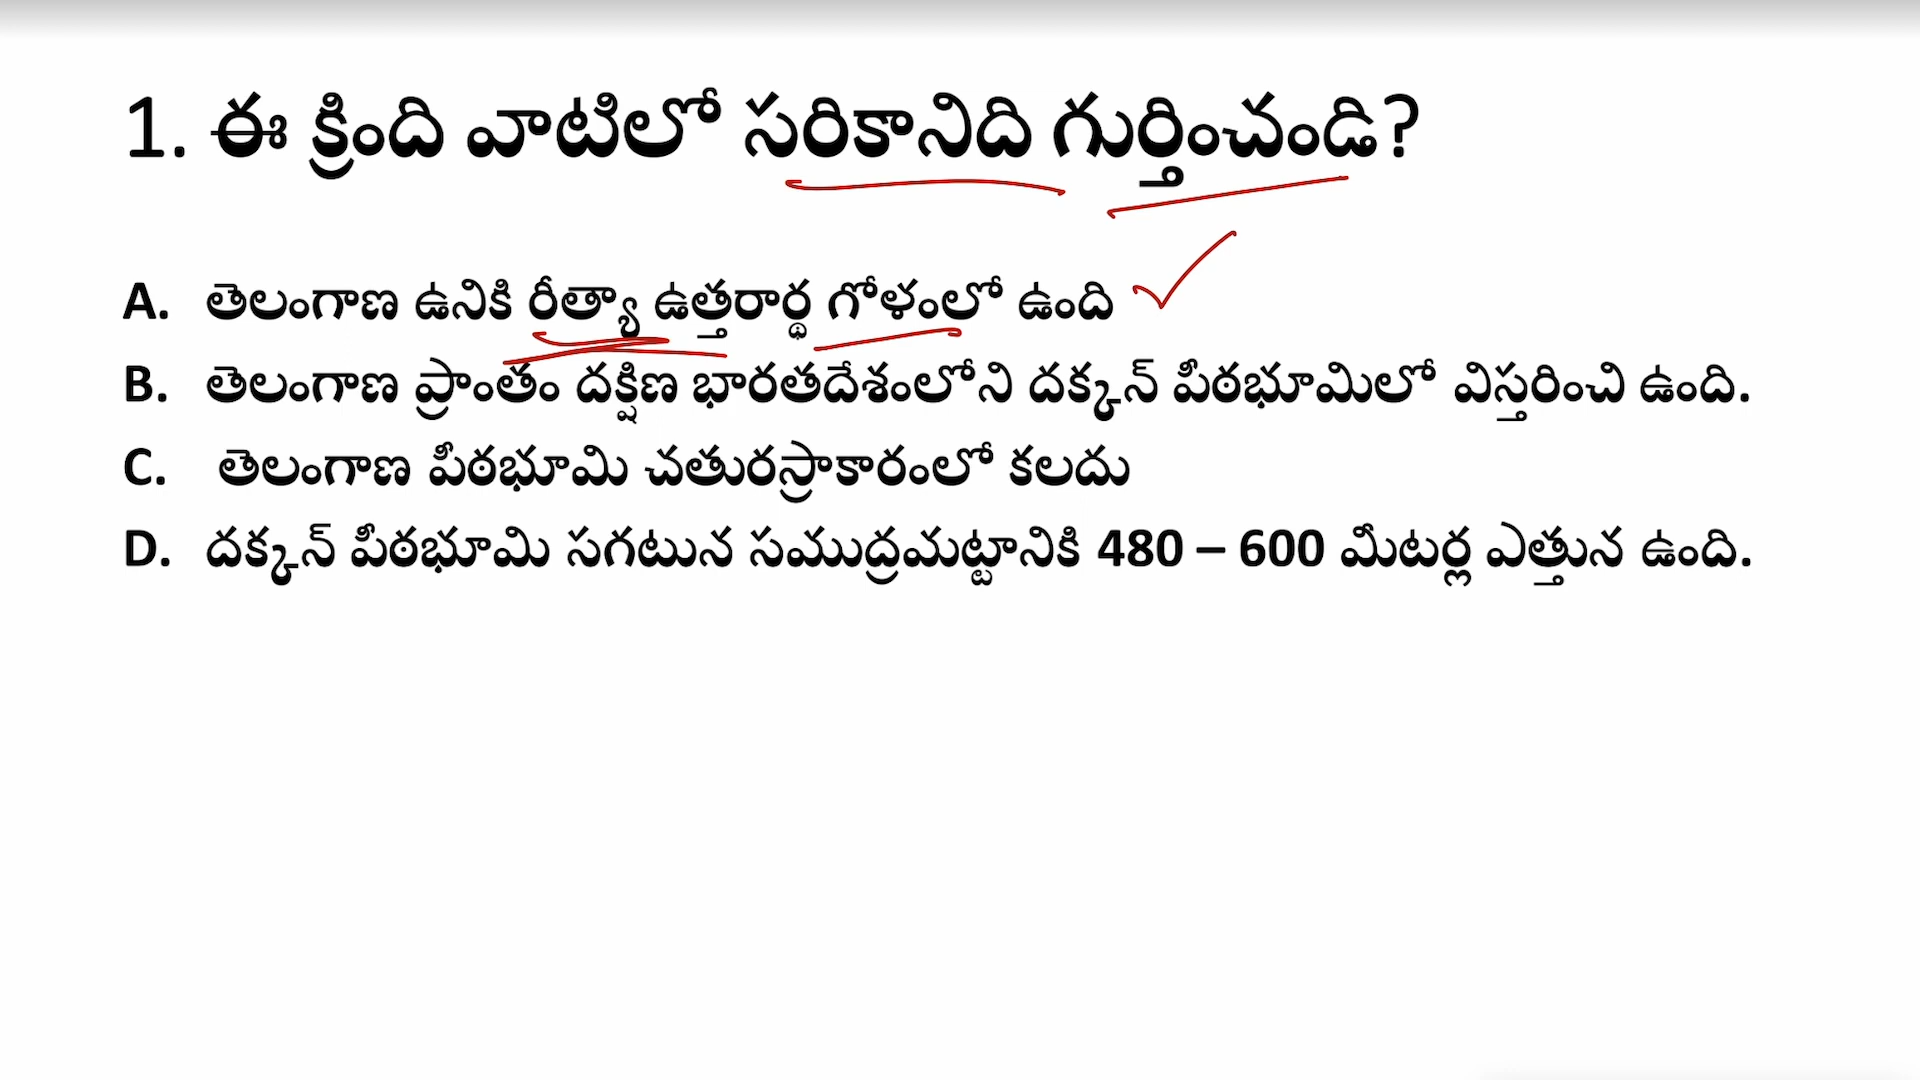 1. ఈ క్రింది వాటిలో సరికానిది గుర్తించండి?
A. తెలంగాణ ఉనికి రీత్యా ఉత్తరార్థ గోళంలో ఉంది
B. తెలంగాణ ప్రాంతం దక్షిణ భారతదేశంలోని దక్కన్ పీఠభూమిలో విస్తరించి ఉంది.
C. తెలంగాణ పీఠభూమి చతురస్రాకారంలో కలదు
D. దక్కన్ పీఠభూమి సగటున సముద్రమట్టానికి 480 – 600 మీటర్ల ఎత్తున ఉంది.